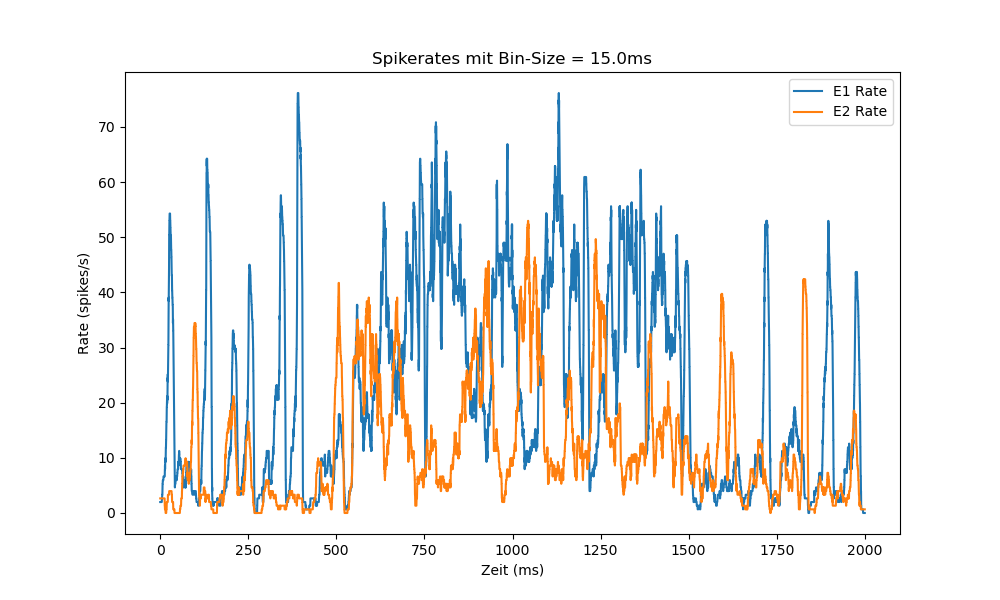 Spikerates mit Bin-Size = 15.0ms
E1 Rate
E2 Rate
Rate (spikes/s)
70
60
50
40
30
20
10
0
0 250 500 750 1000 1250 1500 1750 2000
Zeit (ms)